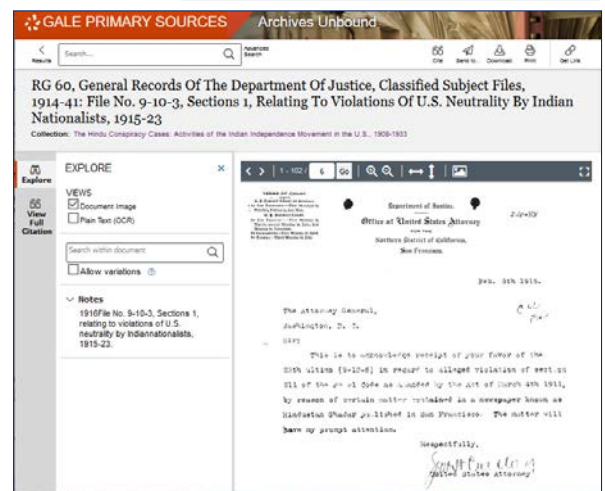 GALE PRIMARY SOURCES
Archives Unbound
Results
Search...
Advanced Search
Cite
Send to...
Download
Print
Get Link
RG 60, General Records Of The Department Of Justice, Classified Subject Files,
1914-41: File No. 9-10-3, Sections 1, Relating To Violations Of U.S. Neutrality By Indian
Nationalists, 1915-23
Collection: The Hindu Conspiracy Cases: Activities of the Indian Independence Movement in the U.S., 1908-1933
Explore
View
Full
Citation
EXPLORE
VIEWS
Document Image
Plain Text (OCR)
Search within document
Allow variations
Notes
1916File No. 9-10-3, Sections 1,
relating to violations of U.S.
neutrality by Indiannationalists,
1915-23.
1 - 102 / 6 Go
Department of Justice.
Office of United States Attorney
Northern District of California,
San Francisco.
Feb. 8th 1915.
The Attorney General,
Washington, D. C.
Sir:
This is to acknowledge receipt of your favor of the
ultimo in regard to alleged violation of section
211 of the Penal Code as amended by the Act of March 4th 1911,
by reason of certain matter contained in a newspaper known as
Hindustan Ghadar published in San Francisco. The matter will
have my prompt attention.
Respectfully,
United States Attorney